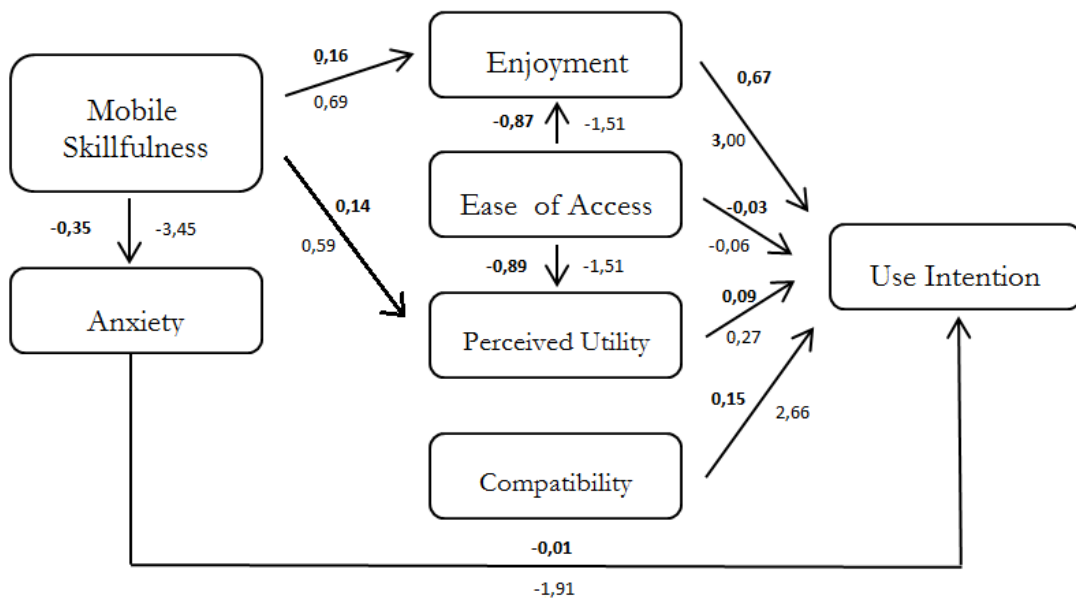 Mobile
Skillfulness
0,16
0,69
Enjoyment
0,67
3,00
-0,87 -1,51
Ease of Access
-0,03
-0,06
0,14
0,59
-0,35 -3,45
-0,89 -1,51
Anxiety
Perceived Utility
0,09
0,27
Use Intention
0,15
2,66
Compatibility
-0,01
-1,91